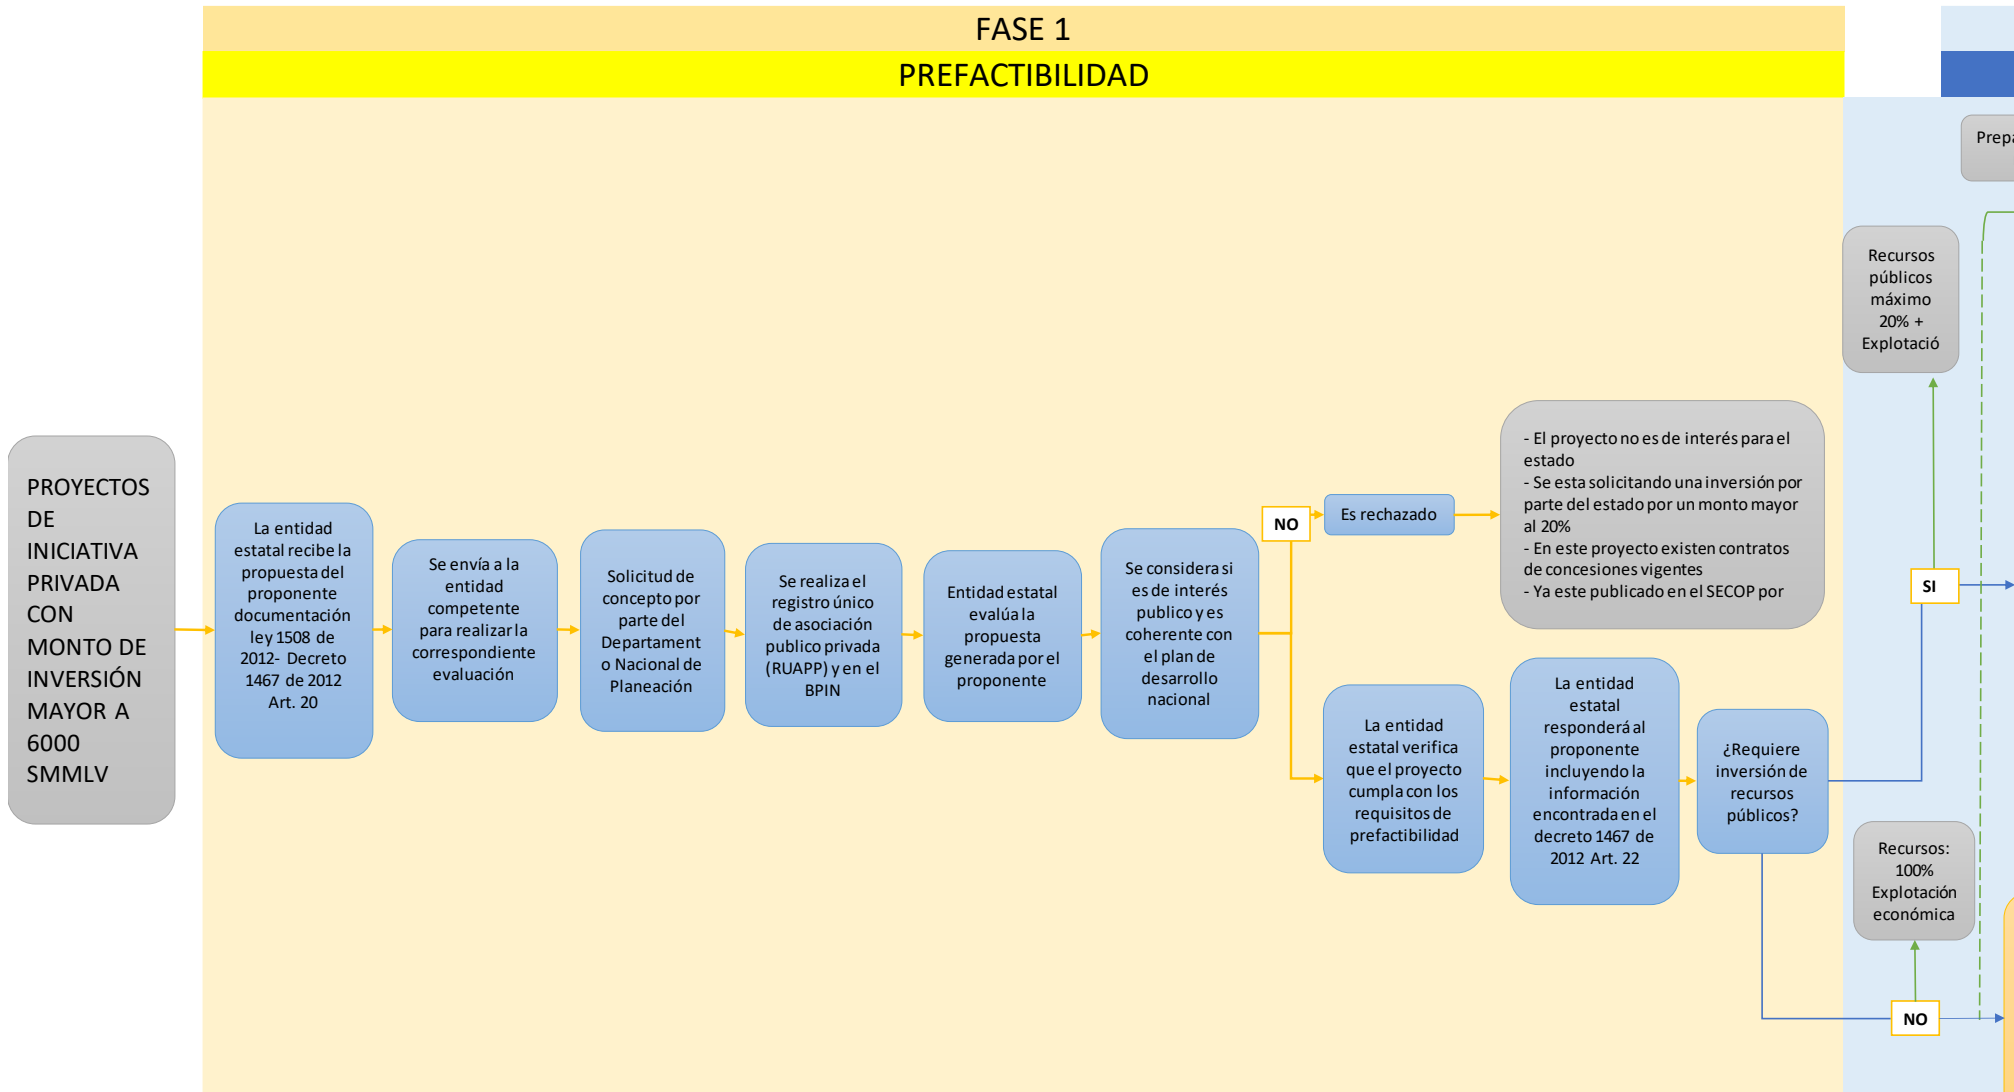 FASE 1
PREFACTIBILIDAD
PROYECTOS
DE
INICIATIVA
PRIVADA
CON
MONTO DE
INVERSIÓN
MAYOR A
6000
SMMLV
La entidad
estatal recibe la
propuesta del
proponente
documentación
ley 1508 de
2012- Decreto
1467 de 2012
Art. 20
Se envía a la
entidad
competente
para realizar la
correspondiente
evaluación
Solicitud de
concepto por
parte del
Departament
o Nacional de
Planeación
Se realiza el
registro único
de asociación
publico privada
(RUAPP) y en el
BPIN
Entidad estatal
evalúa la
propuesta
generada por el
proponente
Se considera si
es de interés
publico y es
coherente con
el plan de
desarrollo
nacional
NO
Es rechazado
- El proyecto no es de interés para el
estado
- Se esta solicitando una inversión por
parte del estado por un monto mayor
al 20%
- En este proyecto existen contratos
de concesiones vigentes
- Ya este publicado en el SECOP por
La entidad
estatal verifica
que el proyecto
cumpla con los
requisitos de
prefactibilidad
La entidad
estatal
responderá al
proponente
incluyendo la
información
encontrada en el
decreto 1467 de
2012 Art. 22
¿Requiere
inversión de
recursos
públicos?
Prepa
Recursos
públicos
máximo
20% +
Explotació
SI
Recursos:
100%
Explotación
económica
NO